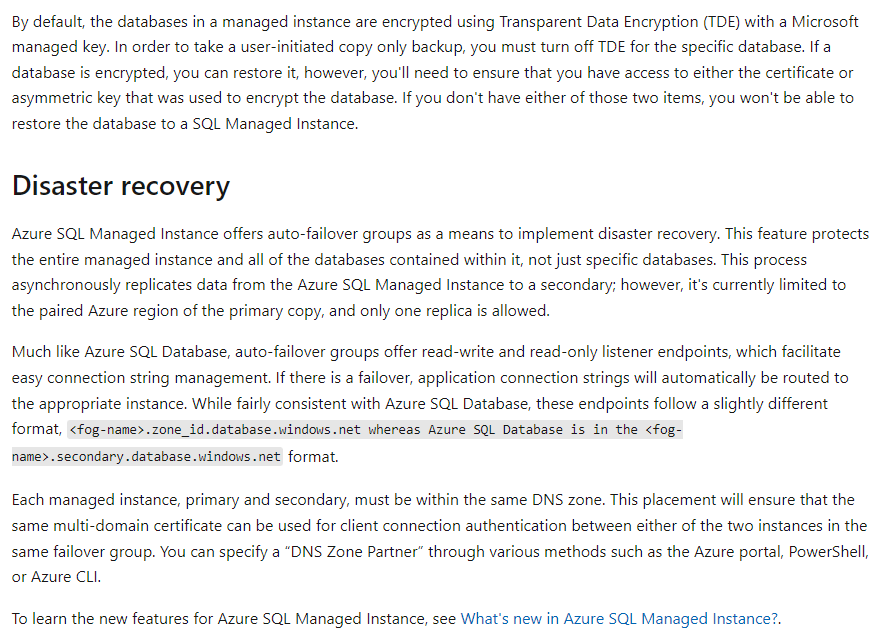 By default, the databases in a managed instance are encrypted using Transparent Data Encryption (TDE) with a Microsoft
managed key. In order to take a user-initiated copy only backup, you must turn off TDE for the specific database. If a
database is encrypted, you can restore it, however, you'll need to ensure that you have access to either the certificate or
asymmetric key that was used to encrypt the database. If you don't have either of those two items, you won't be able to
restore the database to a SQL Managed Instance.
Disaster recovery
Azure SQL Managed Instance offers auto-failover groups as a means to implement disaster recovery. This feature protects
the entire managed instance and all of the databases contained within it, not just specific databases. This process
asynchronously replicates data from the Azure SQL Managed Instance to a secondary; however, it's currently limited to
the paired Azure region of the primary copy, and only one replica is allowed.
Much like Azure SQL Database, auto-failover groups offer read-write and read-only listener endpoints, which facilitate
easy connection string management. If there is a failover, application connection strings will automatically be routed to
the appropriate instance. While fairly consistent with Azure SQL Database, these endpoints follow a slightly different
format, <fog-name>.zone_id.database.windows.net whereas Azure SQL Database is in the <fog-
name>.secondary.database.windows.net format.
Each managed instance, primary and secondary, must be within the same DNS zone. This placement will ensure that the
same multi-domain certificate can be used for client connection authentication between either of the two instances in the
same failover group. You can specify a “DNS Zone Partner” through various methods such as the Azure portal, PowerShell,
or Azure CLI.
To learn the new features for Azure SQL Managed Instance, see What's new in Azure SQL Managed Instance?.